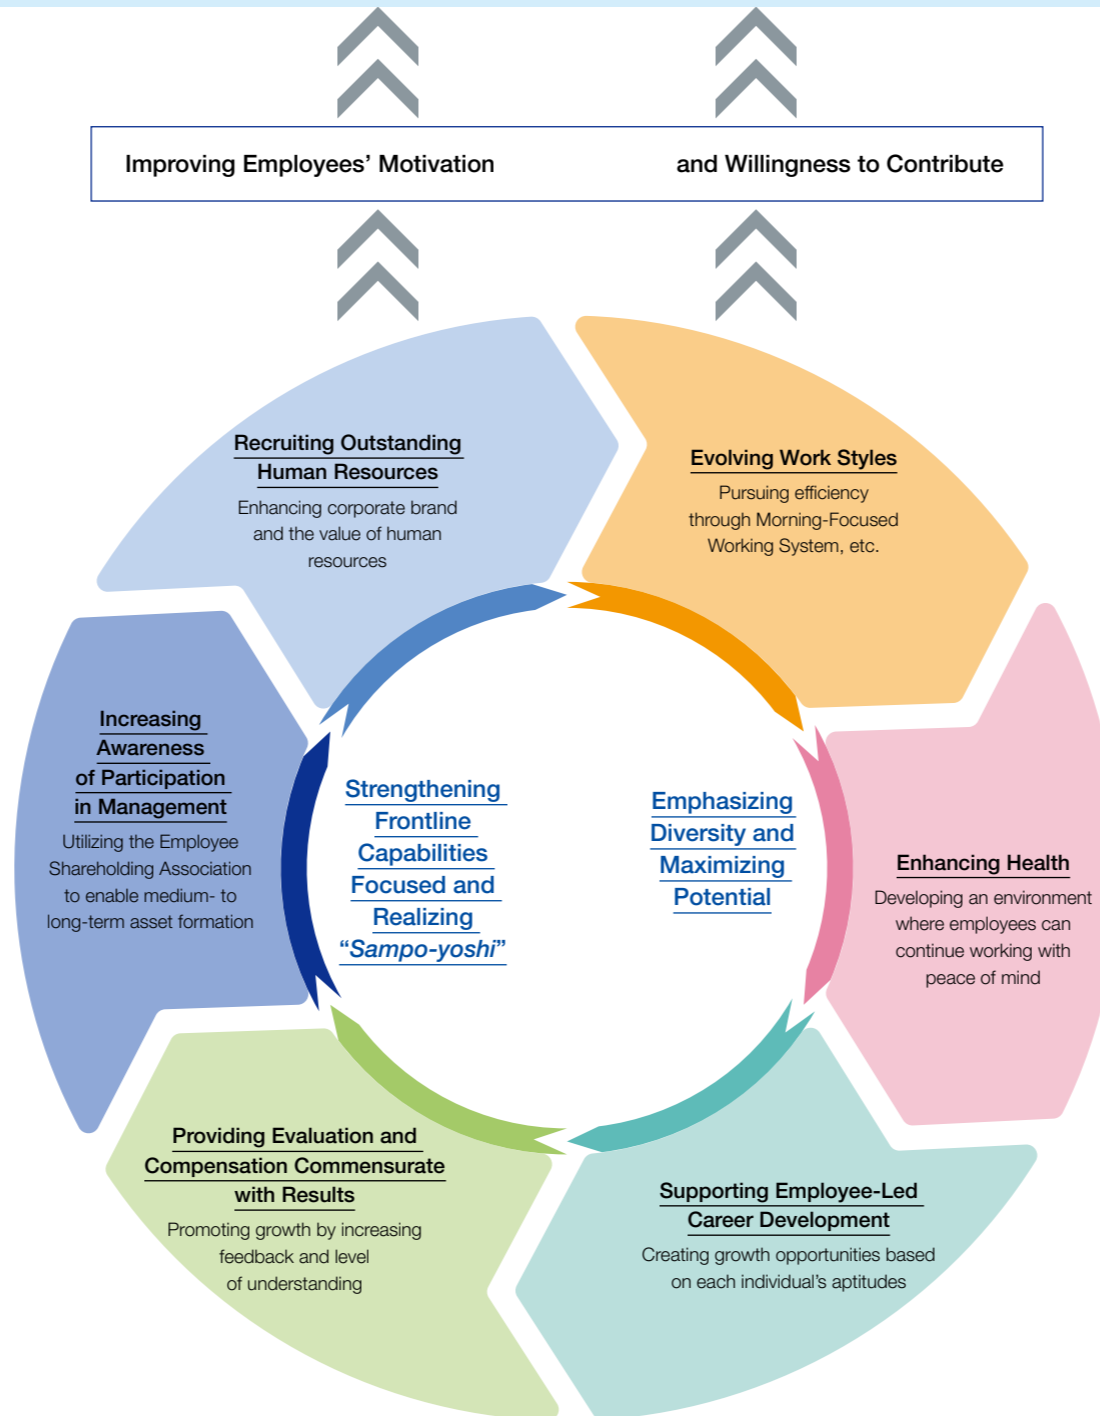 Improving Employees’ Motivation and Willingness to Contribute
Recruiting Outstanding
Human Resources
Enhancing corporate brand
and the value of human
resources
Evolving Work Styles
Pursuing efficiency
through Morning-Focused
Working System, etc.
Increasing
Awareness
of Participation
in Management
Utilizing the Employee
Shareholding Association
to enable medium- to
long-term asset formation
Strengthening
Frontline
Capabilities
Focused and
Realizing
“Sampo-yoshi”
Emphasizing
Diversity and
Maximizing
Potential
Enhancing Health
Developing an environment
where employees can
continue working with
peace of mind
Providing Evaluation and
Compensation Commensurate
with Results
Promoting growth by increasing
feedback and level
of understanding
Supporting Employee-Led
Career Development
Creating growth opportunities based
on each individual’s aptitudes